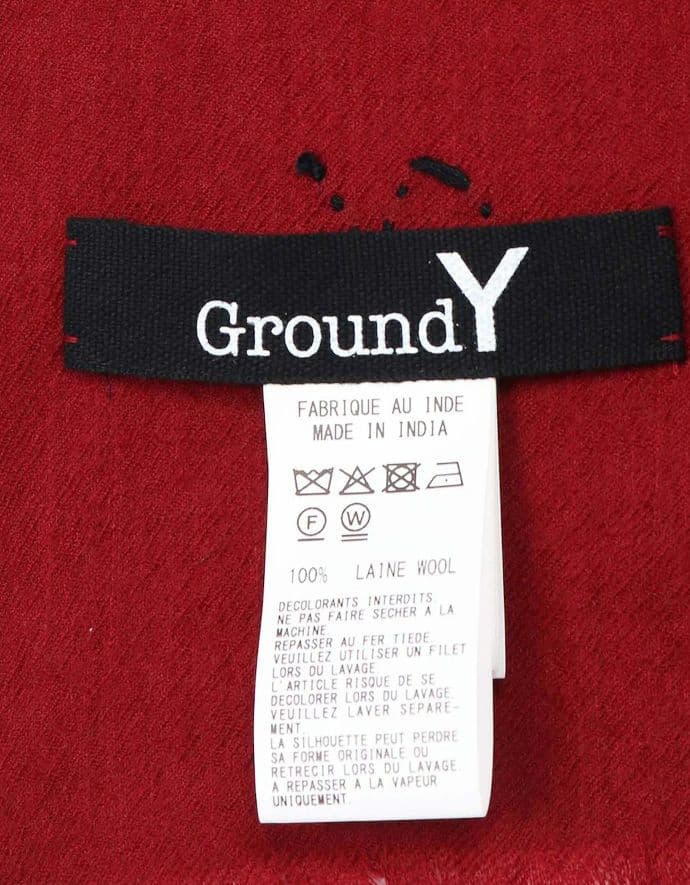 GroundY
FABRIQUE AU INDE
MADE IN INDIA
F W
100% LAINE WOOL
DECOLORANTS INTERDITS.
NE PAS FAIRE SECHER A LA
MACHINE.
REPASSER AU FER TIEDE.
VEUILLEZ UTILISER UN FILET
LORS DU LAVAGE
L'ARTICLE RISQUE DE SE
DECOLORER LORS DU LAVAGE.
VEUILLEZ LAVER SEPARE-
MENT.
LA SILHOUETTE PEUT PERDRE
SA FORME ORIGINALE OU
RETRECIR LORS DU LAVAGE.
A REPASSER A LA VAPEUR
UNIQUEMENT.